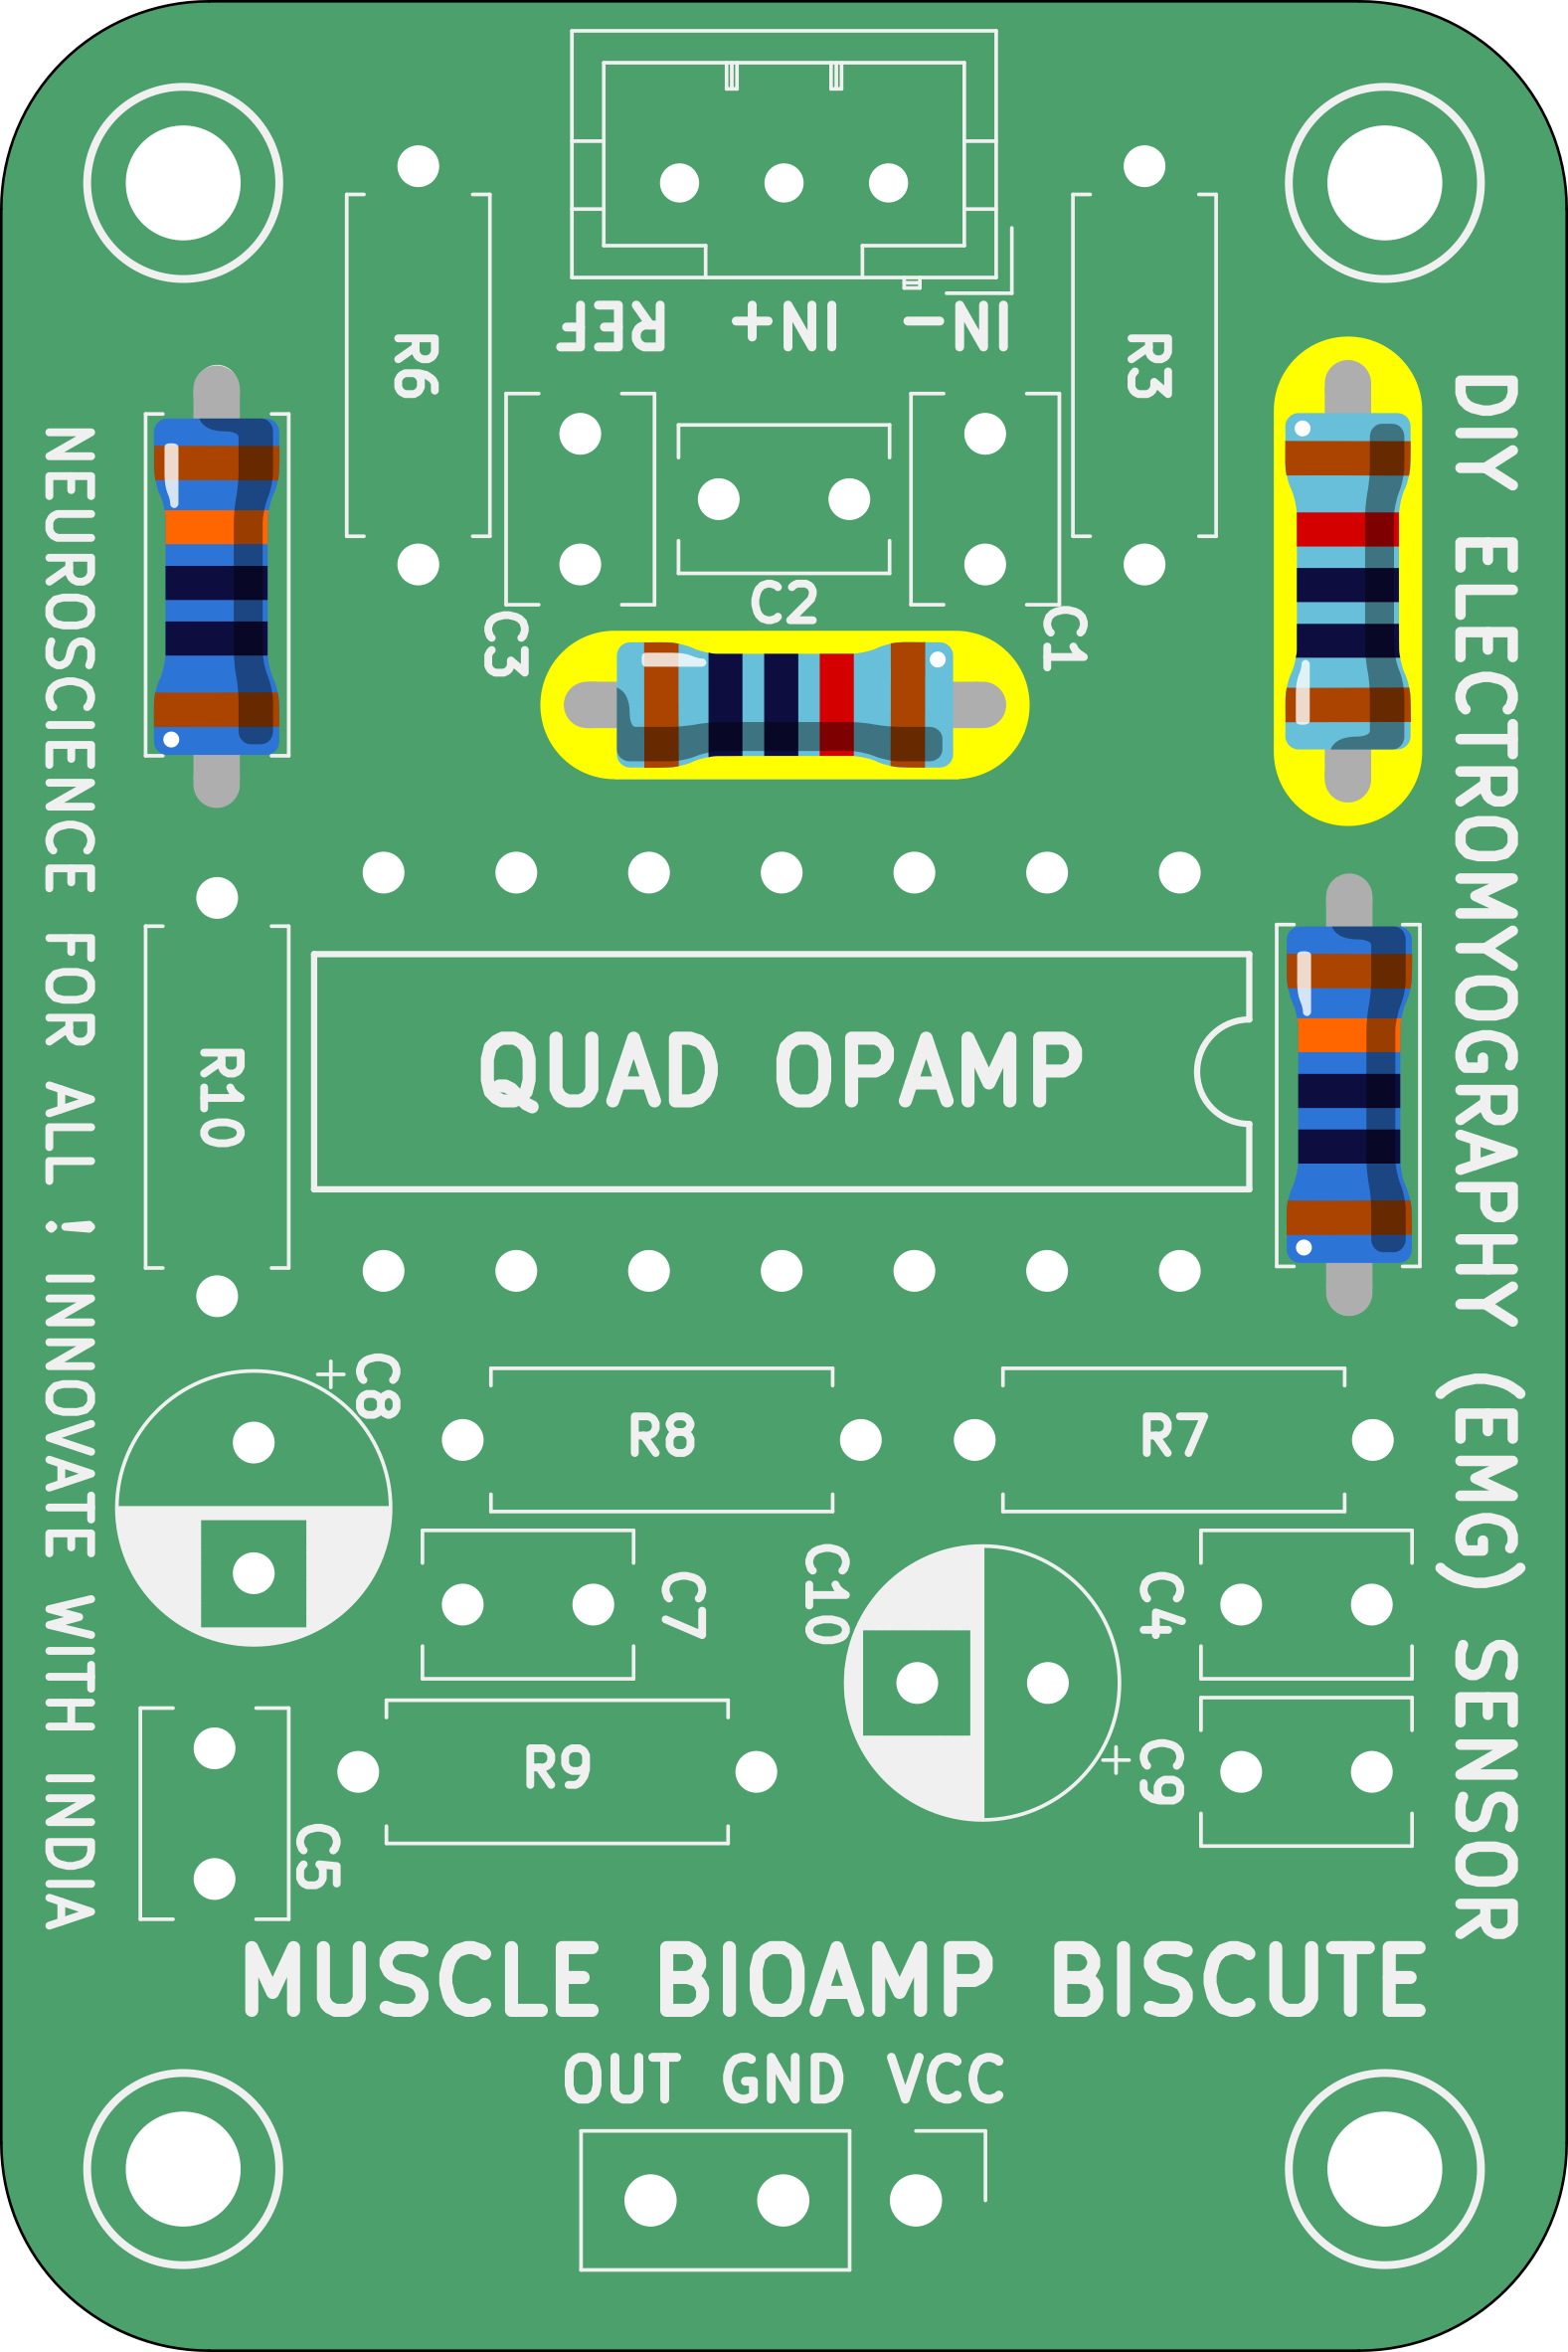 REF IN+ IN-
R6
R3
C3
C2
C1
DIY ELECTROMYOGRAPHY (EMG) SENSOR
NEUROSCIENCE FOR ALL ! INNOVATE WITH INDIA
QUAD OPAMP
R10
C8
R8
R7
C7
C10
C4
R9
C9
C5
MUSCLE BIOAMP BISCUTE
OUT GND VCC